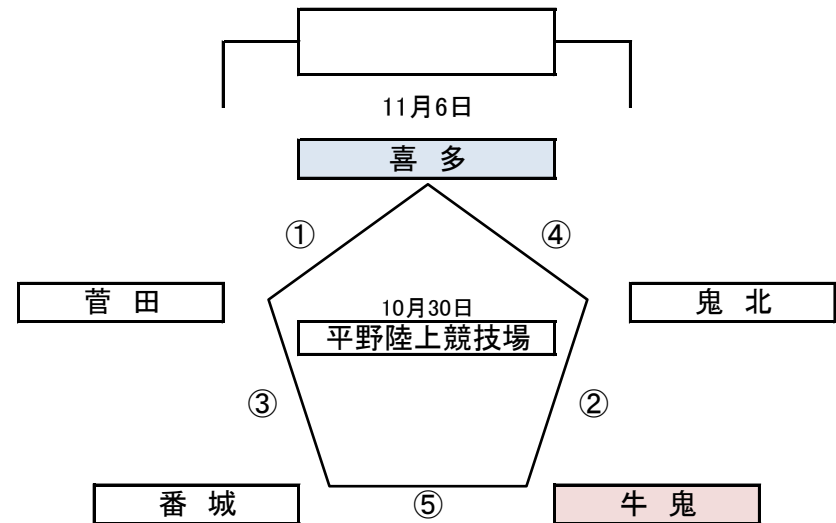 11月6日
喜 多
①
④
菅 田
10月30日
鬼 北
平野陸上競技場
③
②
番 城
⑤
牛 鬼